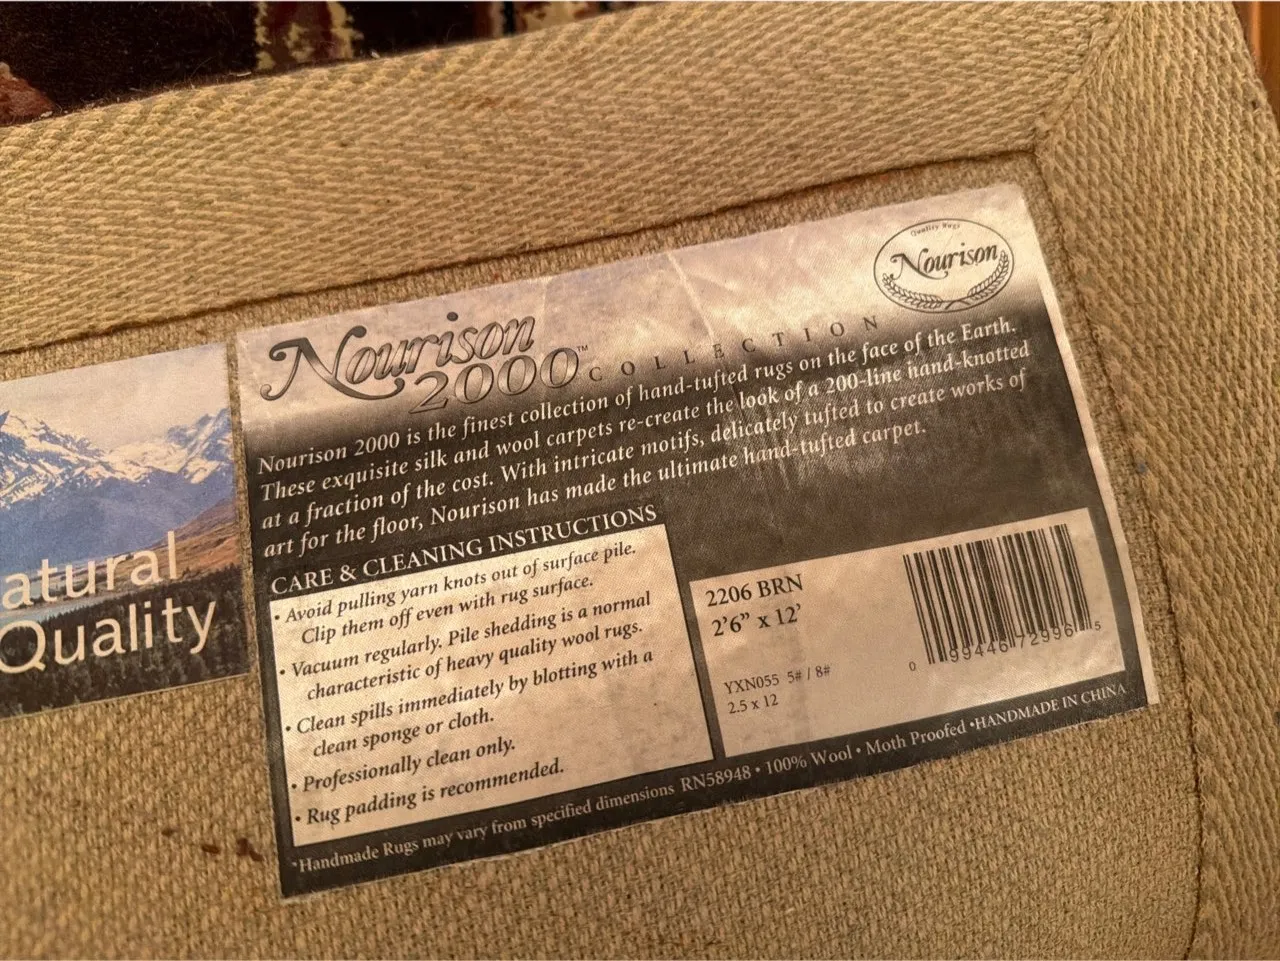 Quality Rugs
Nourison
Nourison
2000™ COLLECTION
Nourison 2000 is the finest collection of hand-tufted rugs on the face of the Earth.
These exquisite silk and wool carpets re-create the look of a 200-line hand-knotted
at a fraction of the cost. With intricate motifs, delicately tufted to create works of
art for the floor, Nourison has made the ultimate hand-tufted carpet.
CARE & CLEANING INSTRUCTIONS
• Avoid pulling yarn knots out of surface pile.
Clip them off even with rug surface.
• Vacuum regularly. Pile shedding is a normal
characteristic of heavy quality wool rugs.
• Clean spills immediately by blotting with a
clean sponge or cloth.
• Professionally clean only.
• Rug padding is recommended.
2206 BRN
2'6" x 12'
YXN055 5# / 8#
2.5 x 12
0 99446 72996 5
*Handmade Rugs may vary from specified dimensions RN58948 • 100% Wool • Moth Proofed •HANDMADE IN CHINA
atural
Quality